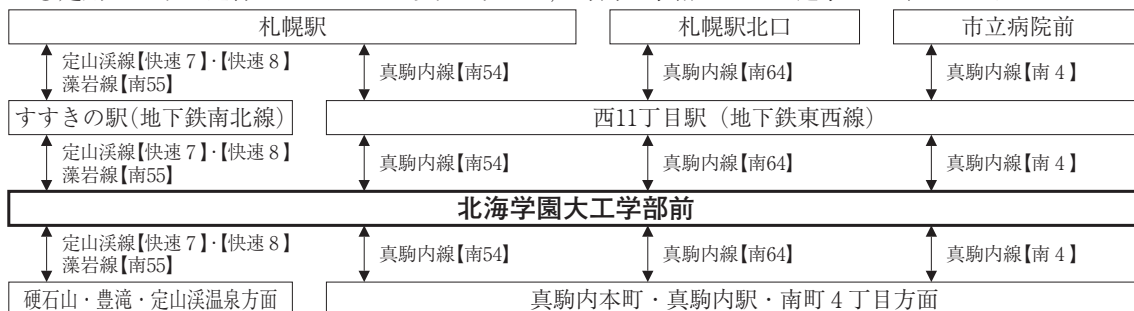 札幌駅 札幌駅北口 市立病院前
定山渓線【快速7】・【快速8】
藻岩線【南55】
真駒内線【南54】 真駒内線【南64】 真駒内線【南4】
すすきの駅(地下鉄南北線) 西11丁目駅（地下鉄東西線）
定山渓線【快速7】・【快速8】
藻岩線【南55】
真駒内線【南54】 真駒内線【南64】 真駒内線【南4】
北海学園大工学部前
定山渓線【快速7】・【快速8】
藻岩線【南55】
真駒内線【南54】 真駒内線【南64】 真駒内線【南4】
硬石山・豊滝・定山渓温泉方面 真駒内本町・真駒内駅・南町4丁目方面